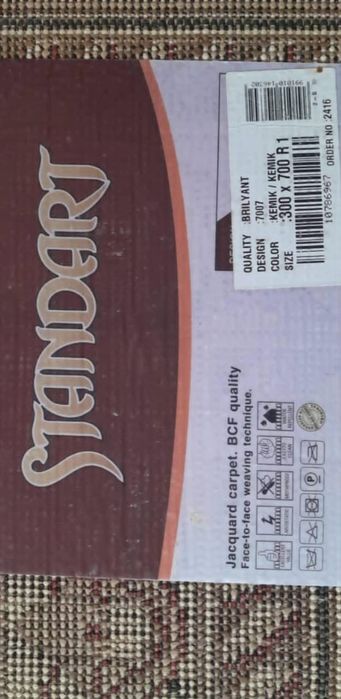 STANDART
991010146302
QUALITY :BRILYANT
DESIGN :7007
COLOR :KEMIK / KEMIK
SIZE :300 x 700 R 1
10786967 ORDER NO :2416
Jacquard carpet. BCF quality
Face-to-face weaving technique.
P